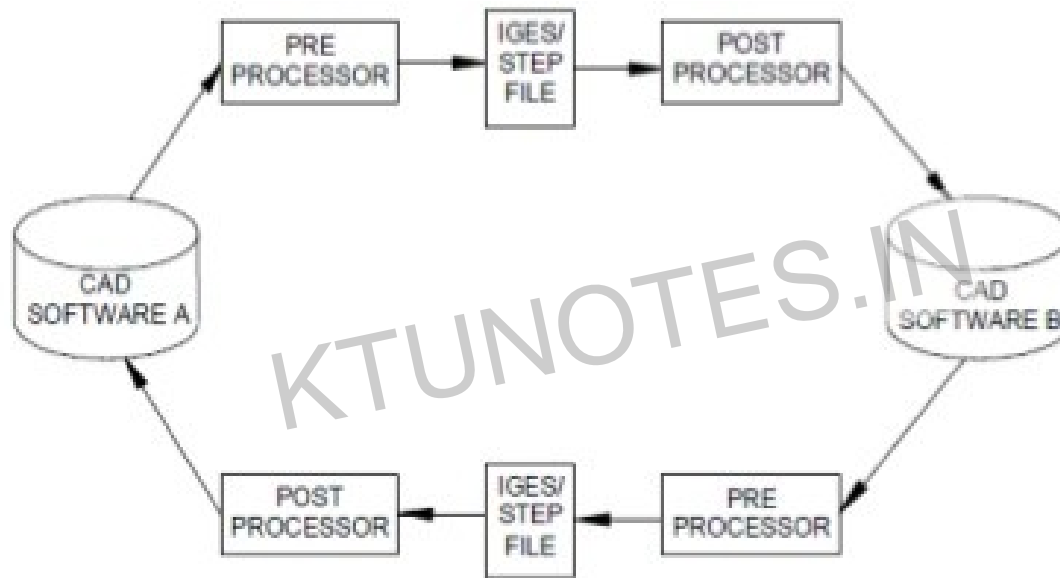 PRE
PROCESSOR
IGES/
STEP
FILE
POST
PROCESSOR
CAD
SOFTWARE A
CAD
SOFTWARE B
KTUNOTES.IN
POST
PROCESSOR
IGES/
STEP
FILE
PRE
PROCESSOR